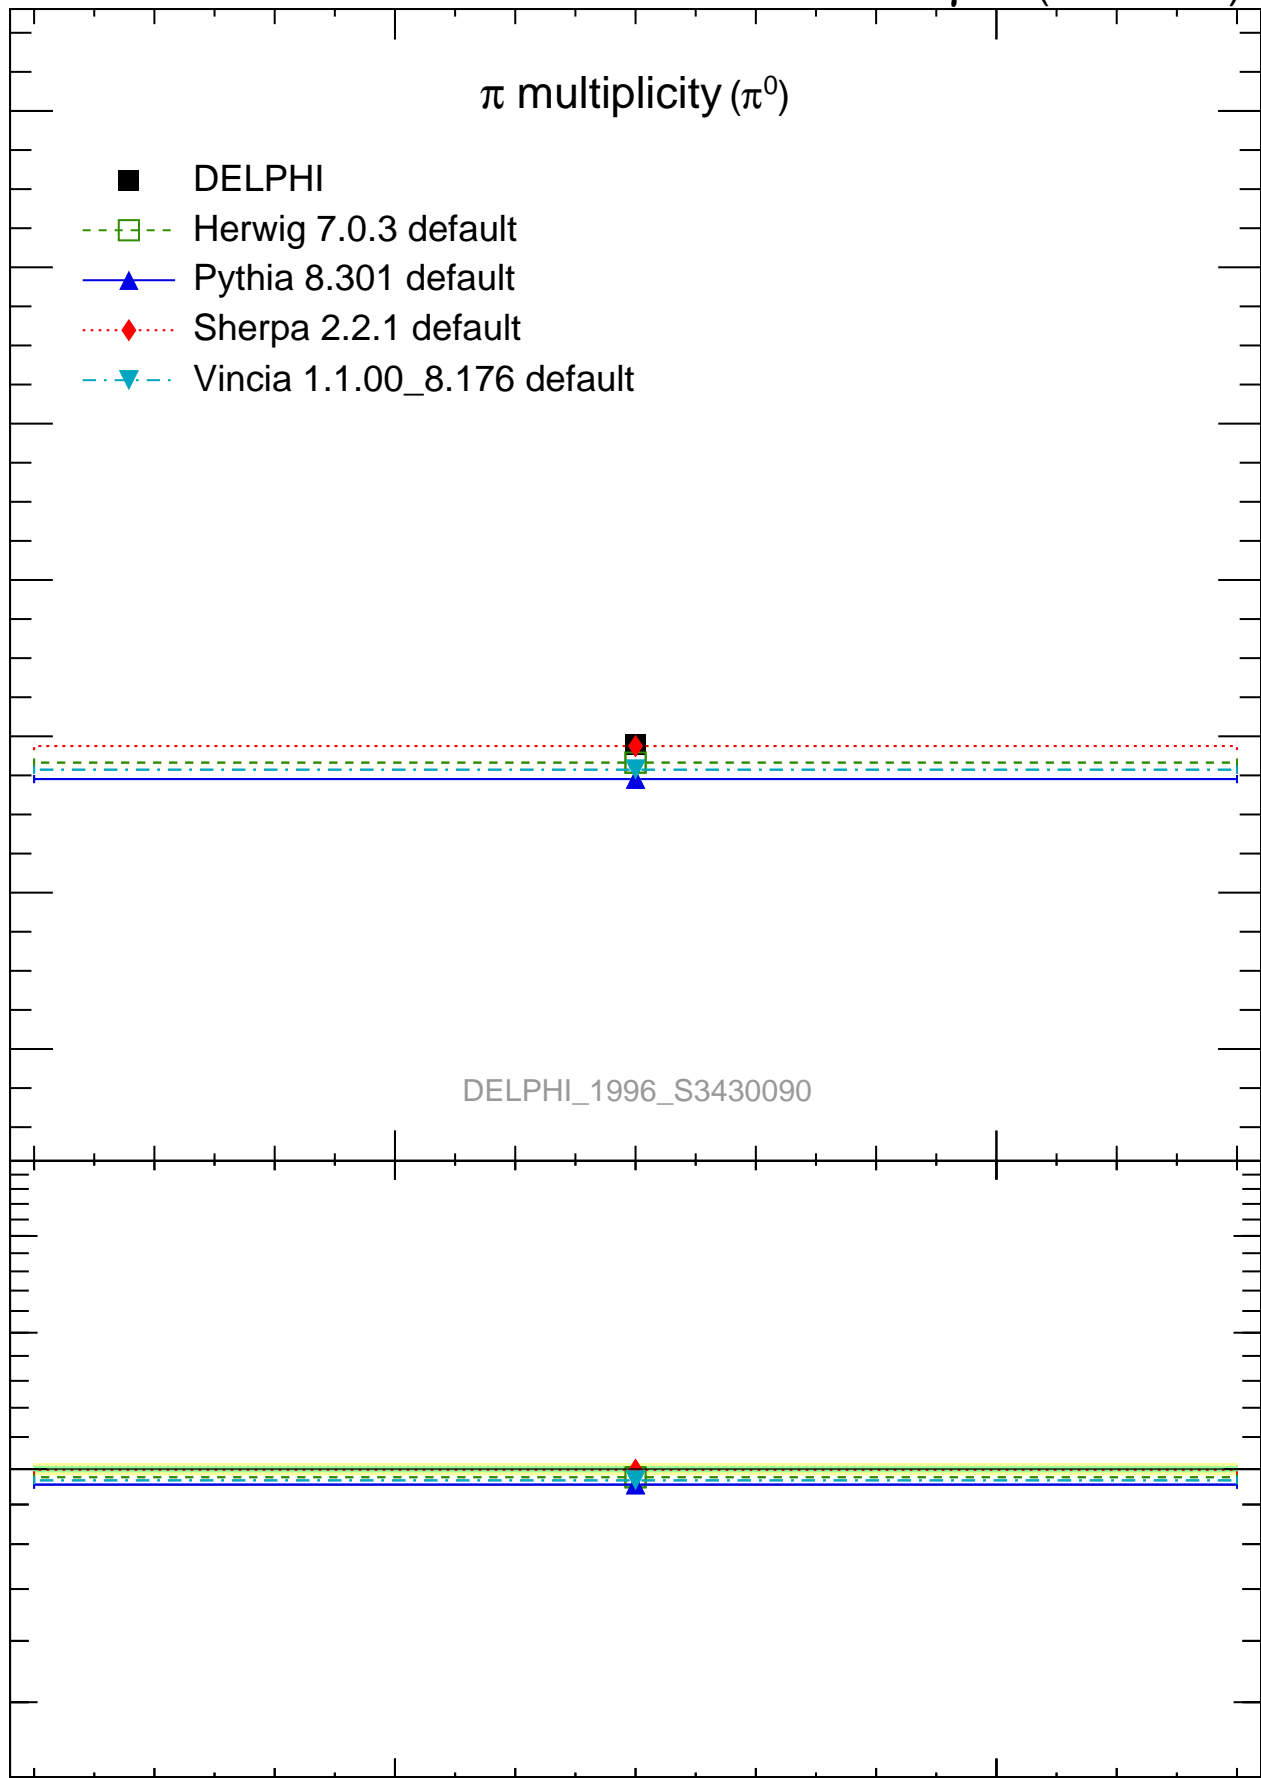 π multiplicity (π⁰)
DELPHI
Herwig 7.0.3 default
Pythia 8.301 default
Sherpa 2.2.1 default
Vincia 1.1.00_8.176 default
DELPHI_1996_S3430090